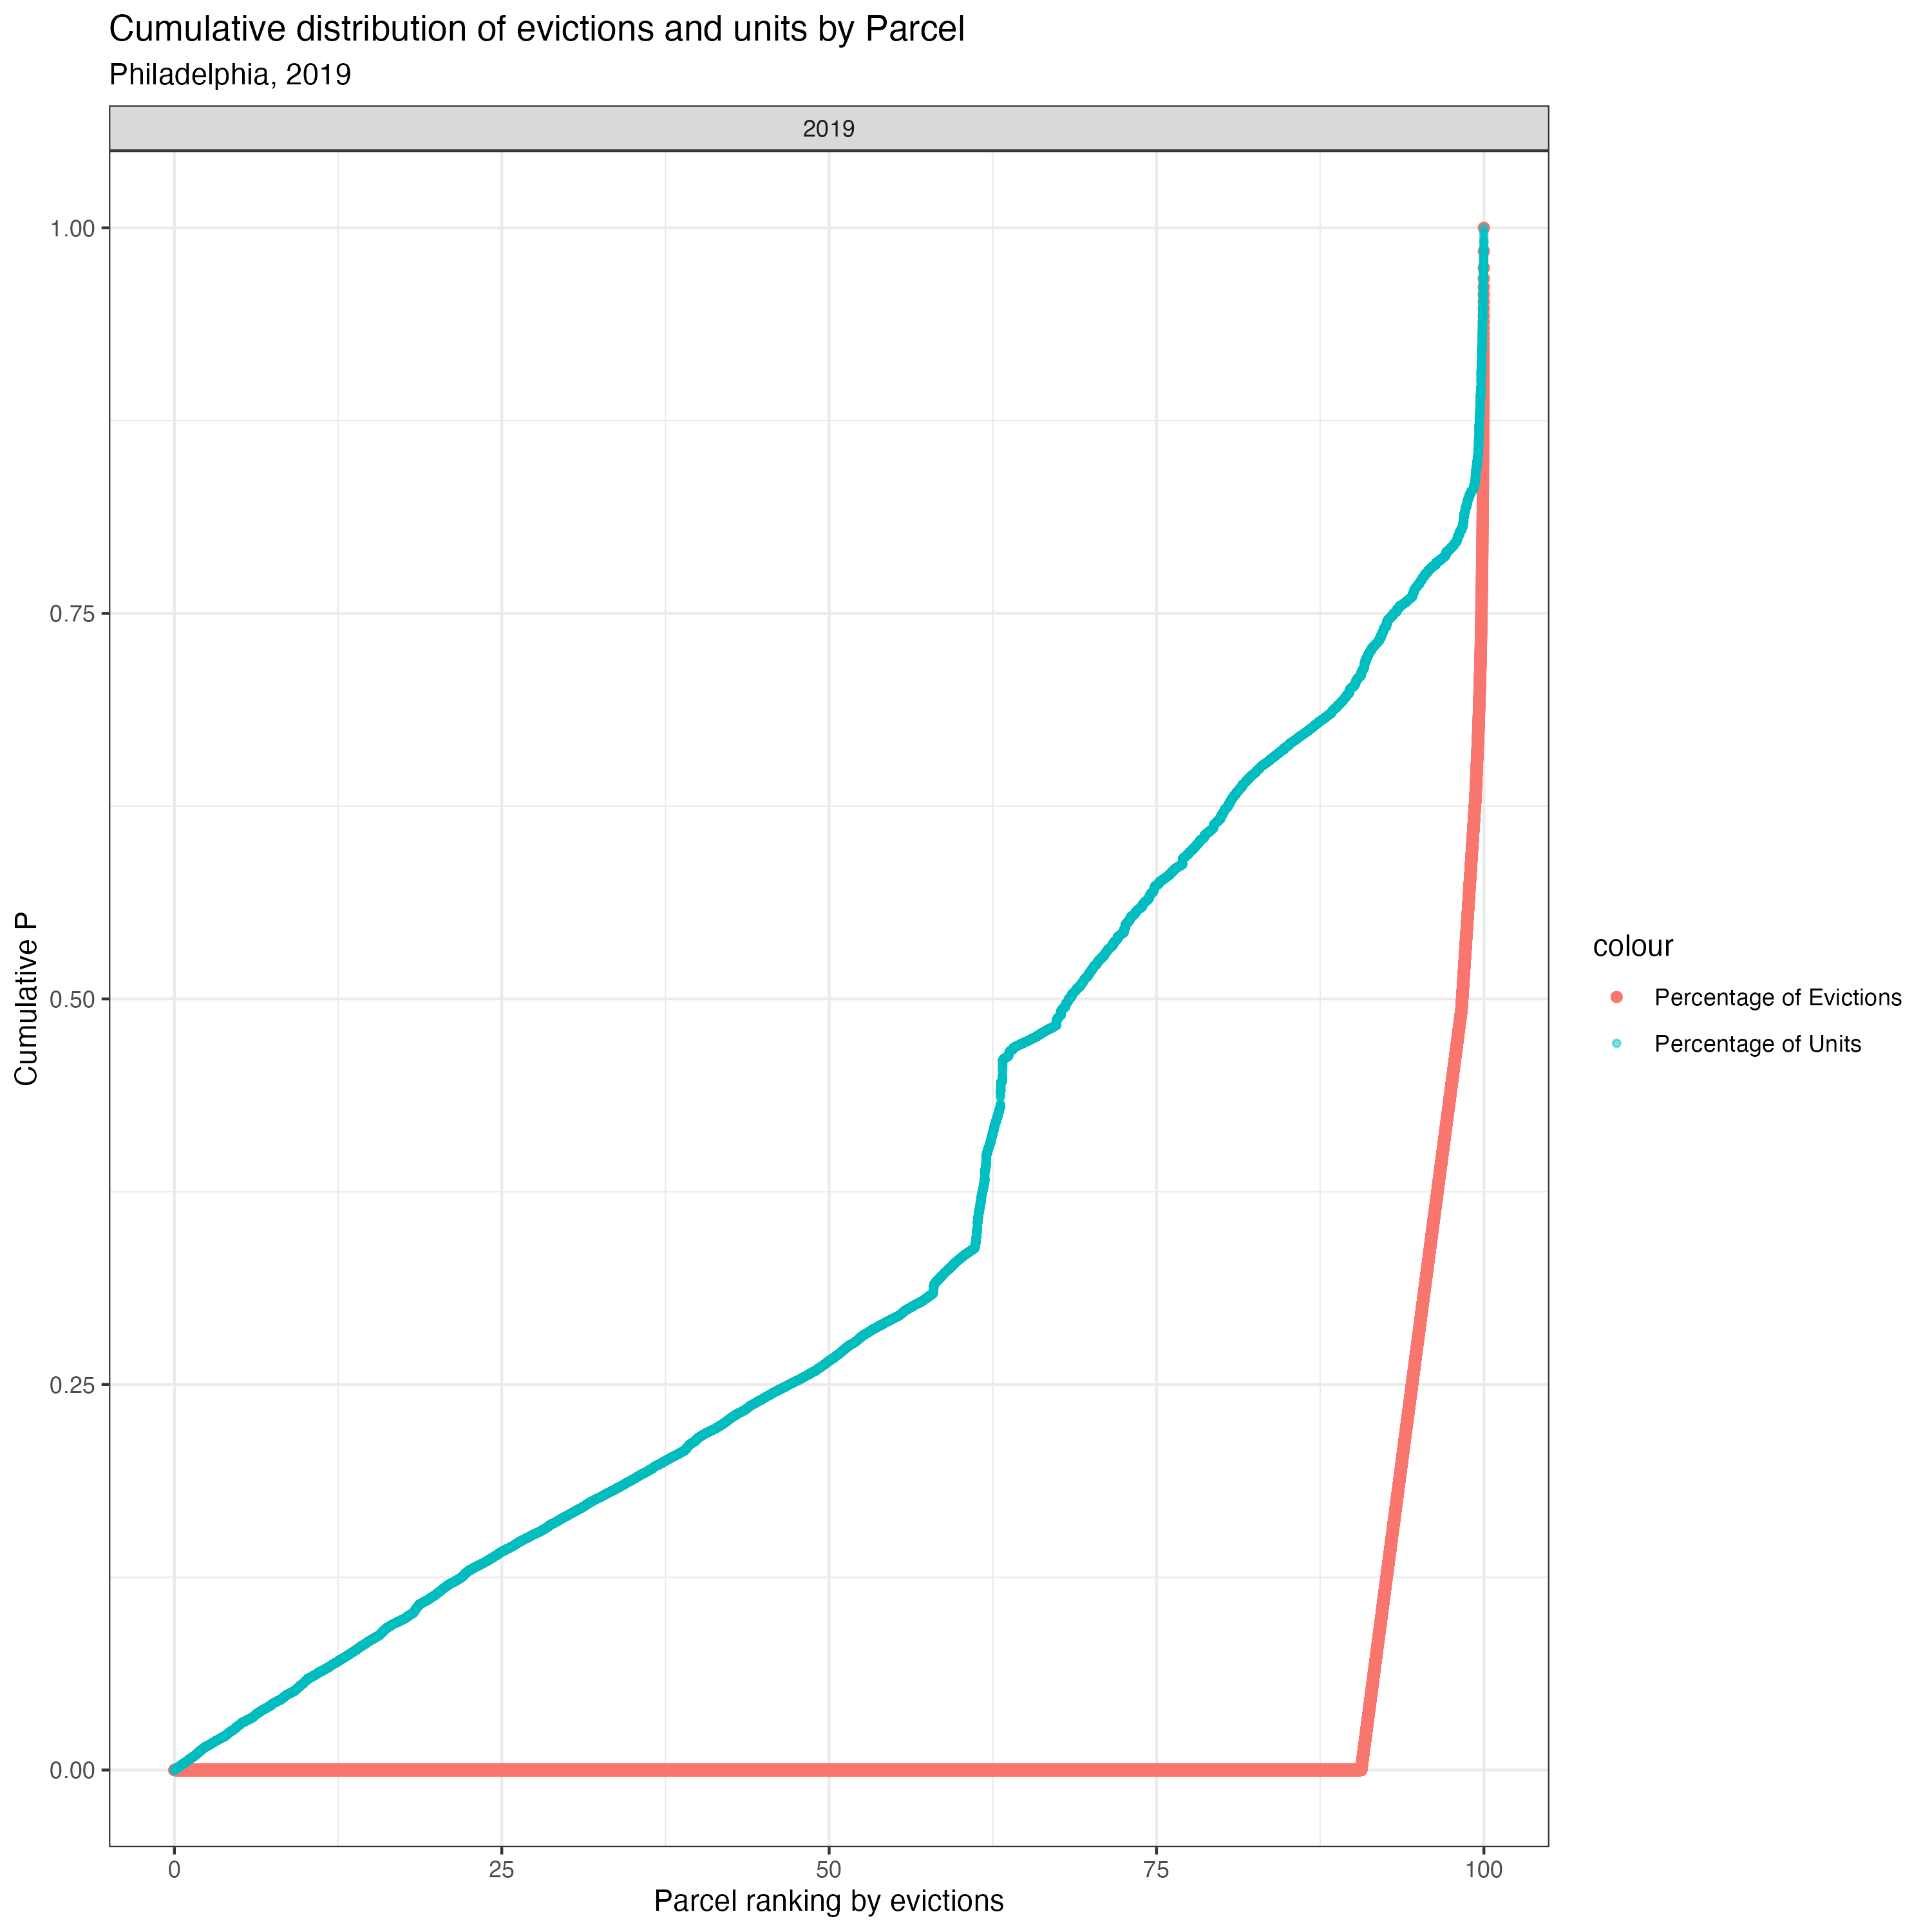 Cumulative distribution of evictions and units by Parcel
Philadelphia, 2019
2019
1.00
0.75
0.50
0.25
0.00
Cumulative P
0 25 50 75 100
Parcel ranking by evictions
colour
Percentage of Evictions
Percentage of Units